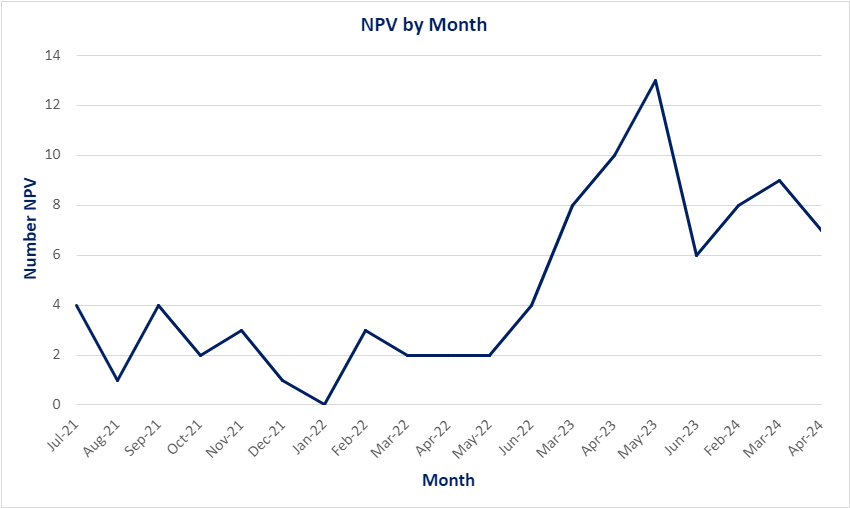 NPV by Month
14
12
10
8
6
4
2
0
Number NPV
Jul-21
Aug-21
Sep-21
Oct-21
Nov-21
Dec-21
Jan-22
Feb-22
Mar-22
Apr-22
May-22
Jun-22
Mar-23
Apr-23
May-23
Jun-23
Feb-24
Mar-24
Apr-24
Month